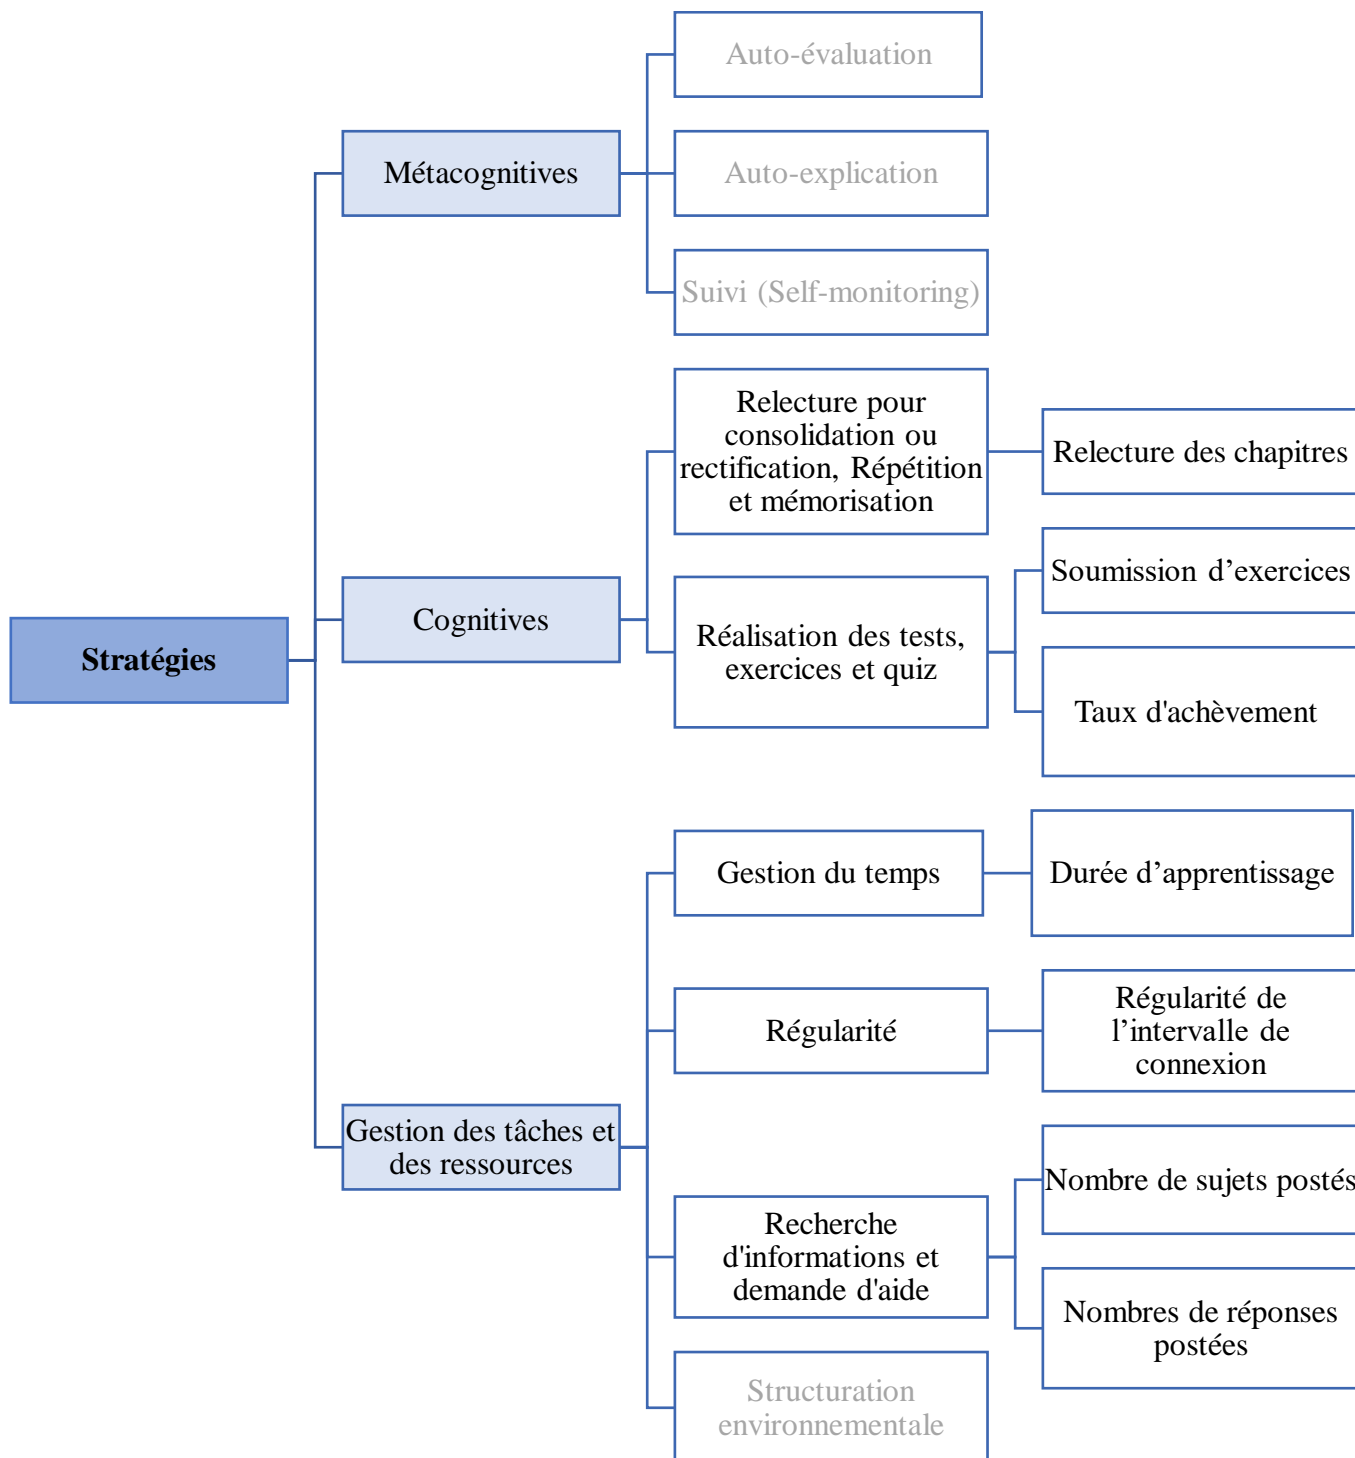 Auto-évaluation
Métacognitives
Auto-explication
Suivi (Self-monitoring)
Relecture pour
consolidation ou
rectification, Répétition
et mémorisation
Relecture des chapitres
Soumission d’exercices
Cognitives
Réalisation des tests,
exercices et quiz
Stratégies
Taux d'achèvement
Gestion du temps
Durée d’apprentissage
Régularité
Régularité de
l’intervalle de
connexion
Gestion des tâches et
des ressources
Nombre de sujets postés
Recherche
d'informations et
demande d'aide
Nombres de réponses
postées
Structuration
environnementale